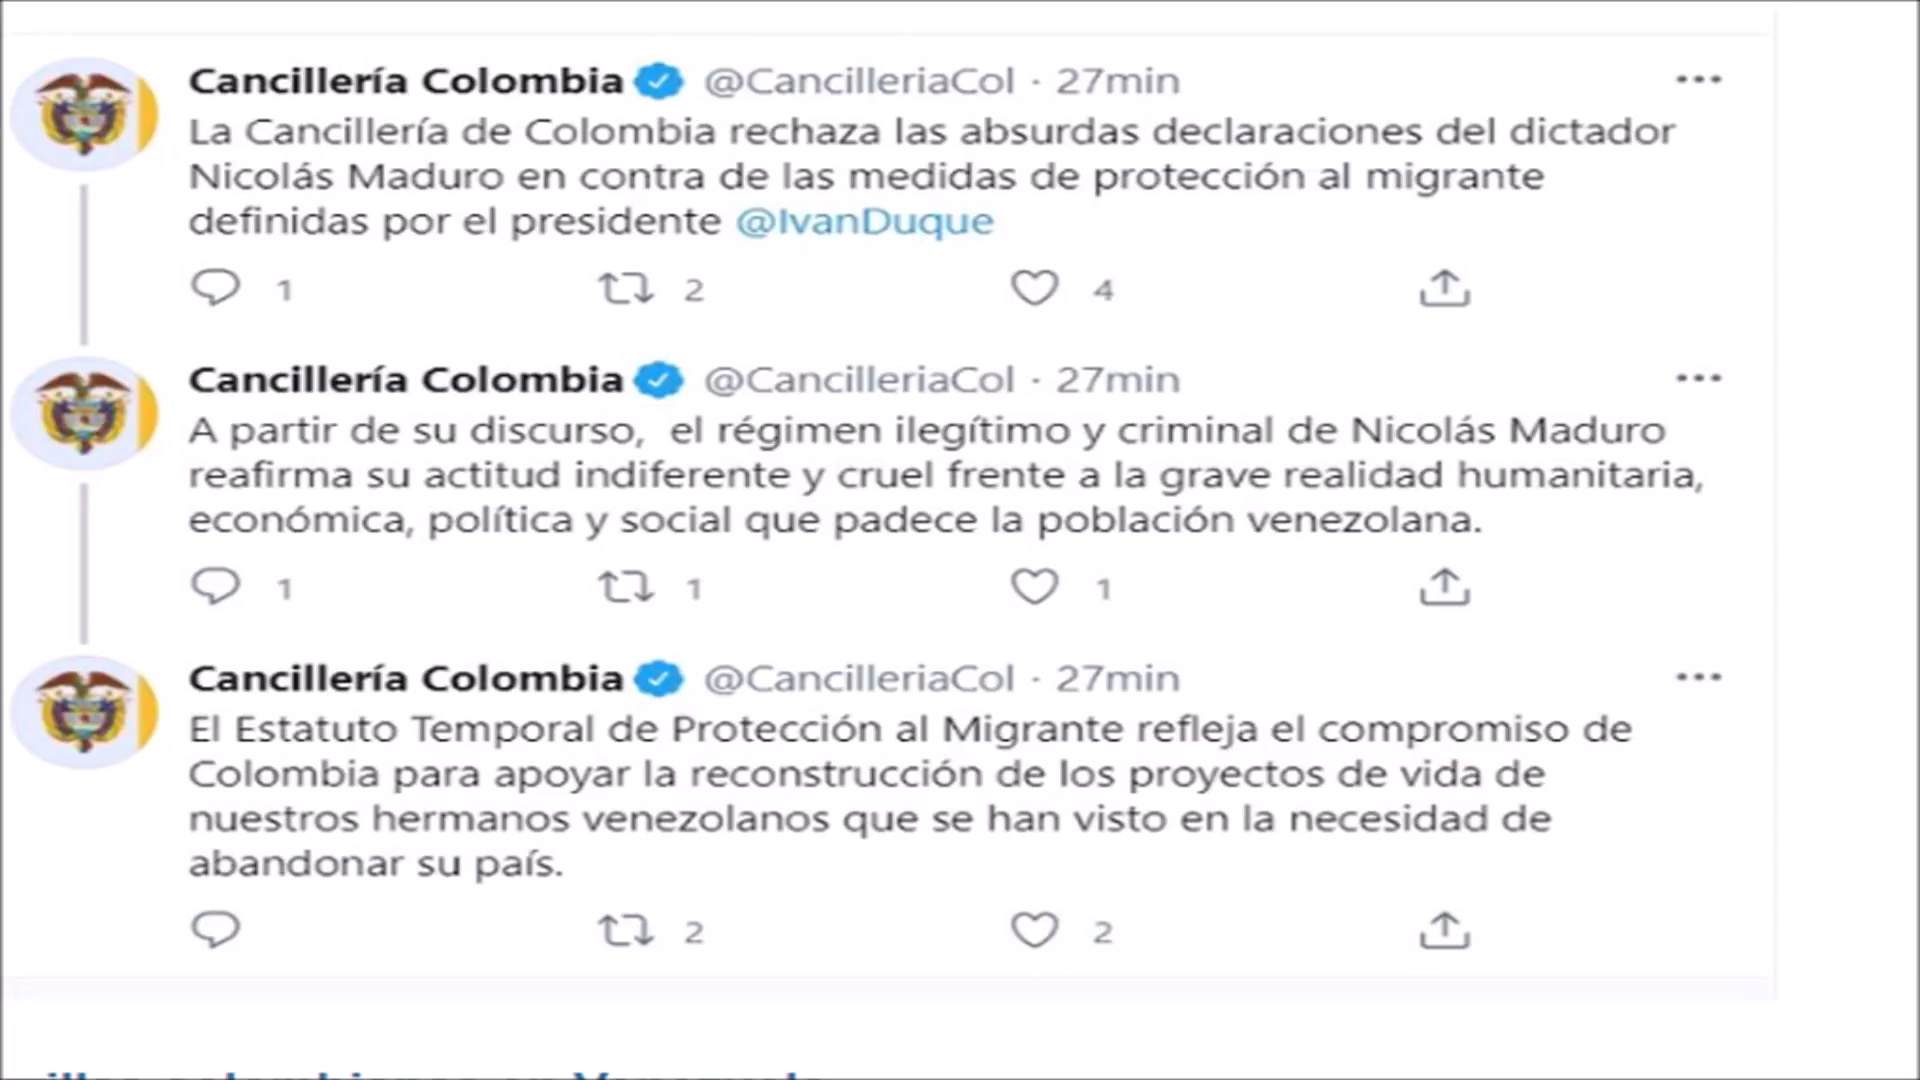 Cancillería Colombia @CancilleriaCol · 27min
La Cancillería de Colombia rechaza las absurdas declaraciones del dictador
Nicolás Maduro en contra de las medidas de protección al migrante
definidas por el presidente @IvanDuque
1 2 4
Cancillería Colombia @CancilleriaCol · 27min
A partir de su discurso, el régimen ilegítimo y criminal de Nicolás Maduro
reafirma su actitud indiferente y cruel frente a la grave realidad humanitaria,
económica, política y social que padece la población venezolana.
1 1 1
Cancillería Colombia @CancilleriaCol · 27min
El Estatuto Temporal de Protección al Migrante refleja el compromiso de
Colombia para apoyar la reconstrucción de los proyectos de vida de
nuestros hermanos venezolanos que se han visto en la necesidad de
abandonar su país.
2 2